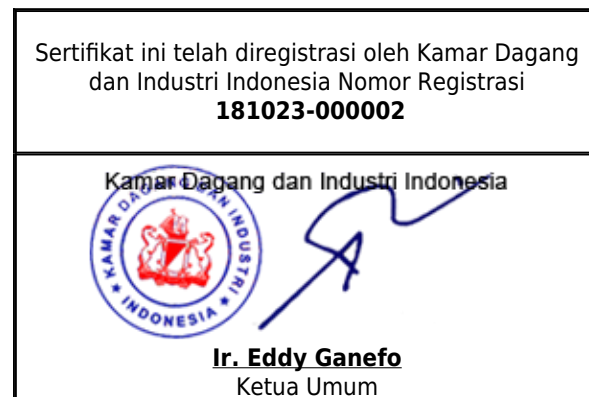 Sertifikat ini telah diregistrasi oleh Kamar Dagang
dan Industri Indonesia Nomor Registrasi
181023-000002
Kamar Dagang dan Industri Indonesia
KAMAR DAGANG DAN INDUSTRI
INDONESIA
Ir. Eddy Ganefo
Ketua Umum